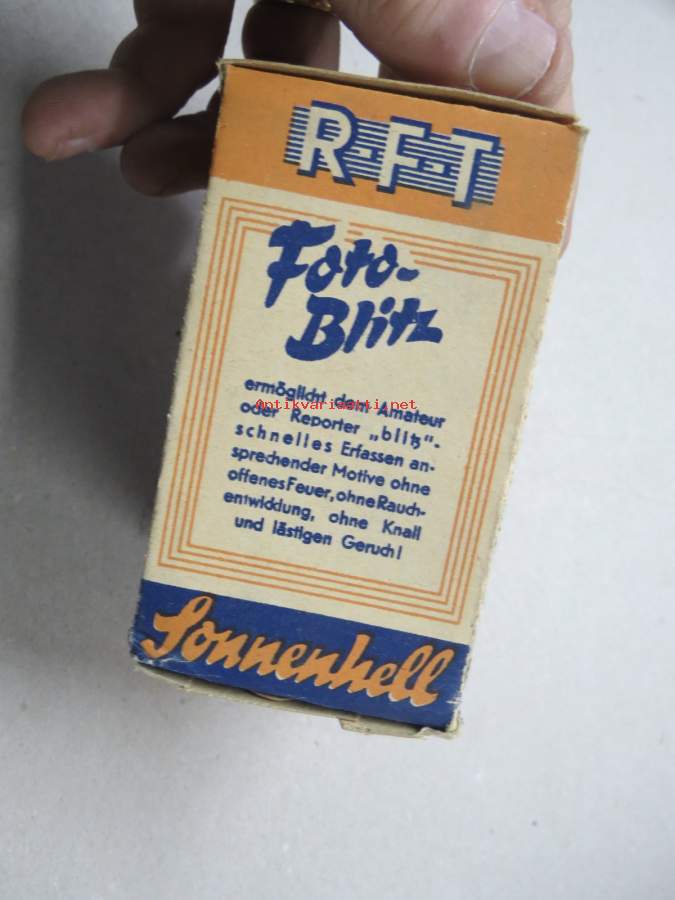 R-F-T
Foto-
Blitz
ermöglicht dem Amateur
Antikvariaatti.net
oder Reporter „blitz"-
schnelles Erfassen an-
sprechender Motive ohne
offenes Feuer, ohne Rauch-
entwicklung, ohne Knall
und lästigen Geruch!
Sonnenhell